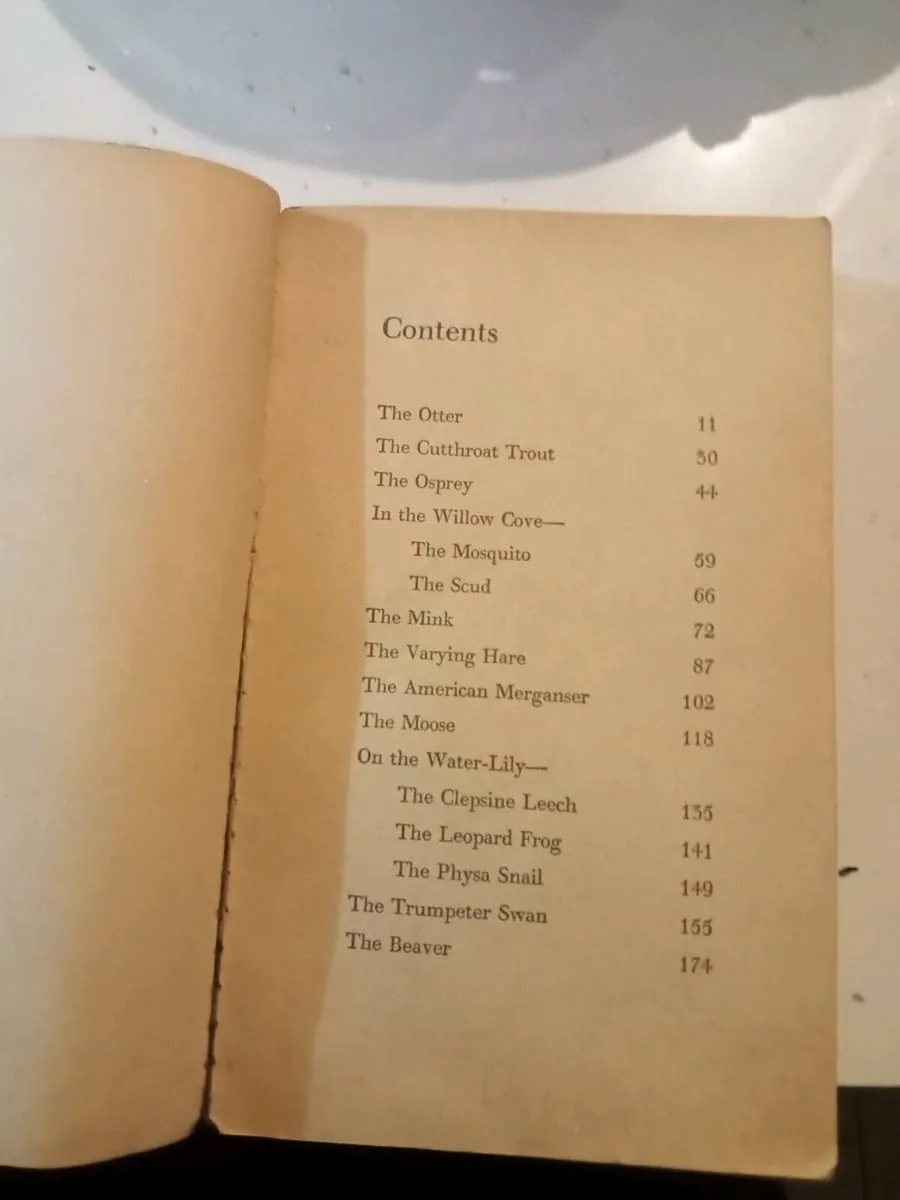 Contents
The Otter 11
The Cutthroat Trout 30
The Osprey 44
In the Willow Cove—
The Mosquito 59
The Scud 66
The Mink 72
The Varying Hare 87
The American Merganser 102
The Moose 118
On the Water-Lily—
The Clepsine Leech 135
The Leopard Frog 141
The Physa Snail 149
The Trumpeter Swan 155
The Beaver 174